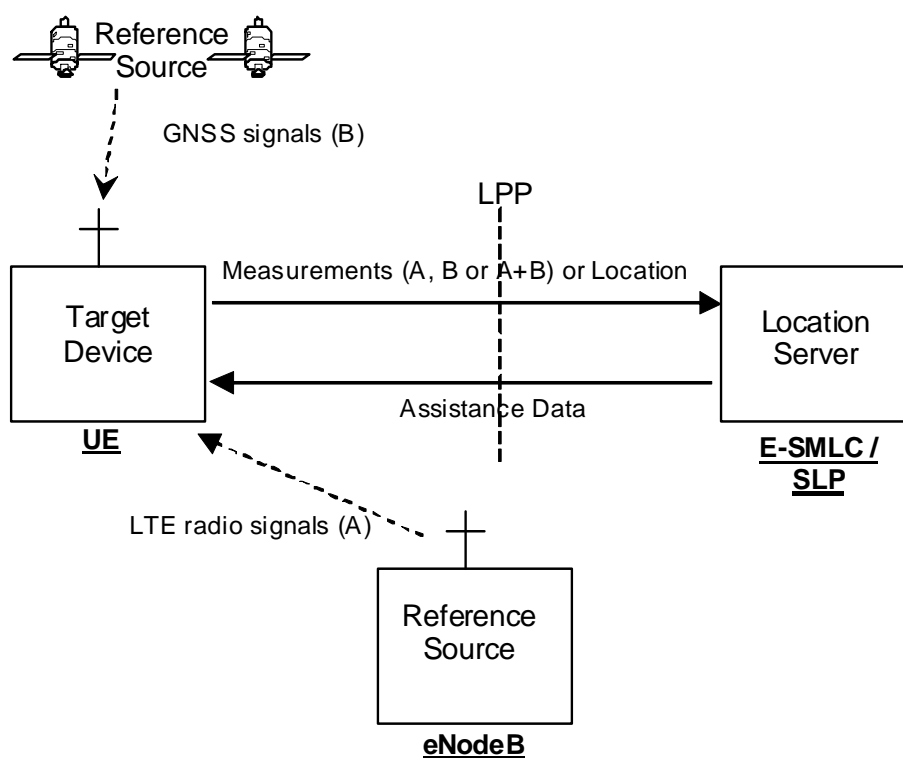 Reference
Source
GNSS signals (B)
LPP
Measurements (A, B or A+B) or Location
Target
Device
Location
Server
Assistance Data
UE
E-SMLC /
SLP
LTE radio signals (A)
Reference
Source
eNodeB